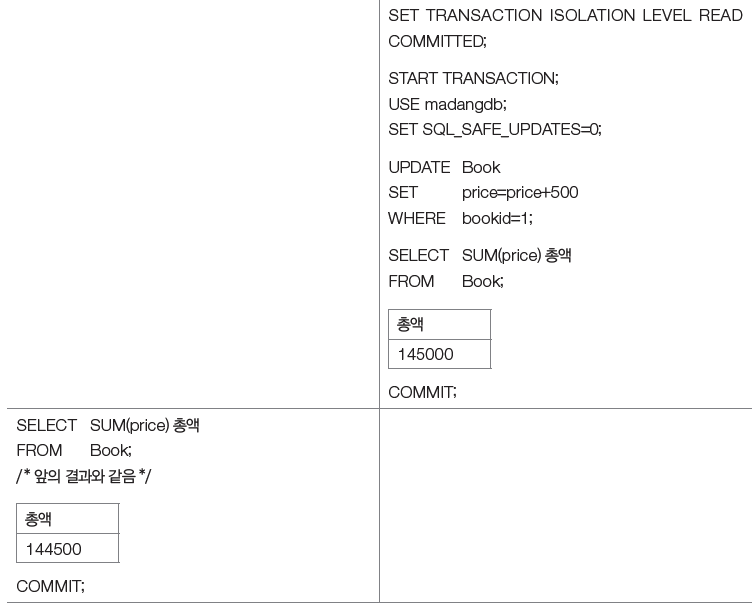 SET TRANSACTION ISOLATION LEVEL READ
COMMITTED;
START TRANSACTION;
USE madangdb;
SET SQL_SAFE_UPDATES=0;
UPDATE Book
SET price=price+500
WHERE bookid=1;
SELECT SUM(price) 총액
FROM Book;
총액
145000
COMMIT;
SELECT SUM(price) 총액
FROM Book;
/* 앞의 결과와 같음 */
총액
144500
COMMIT;